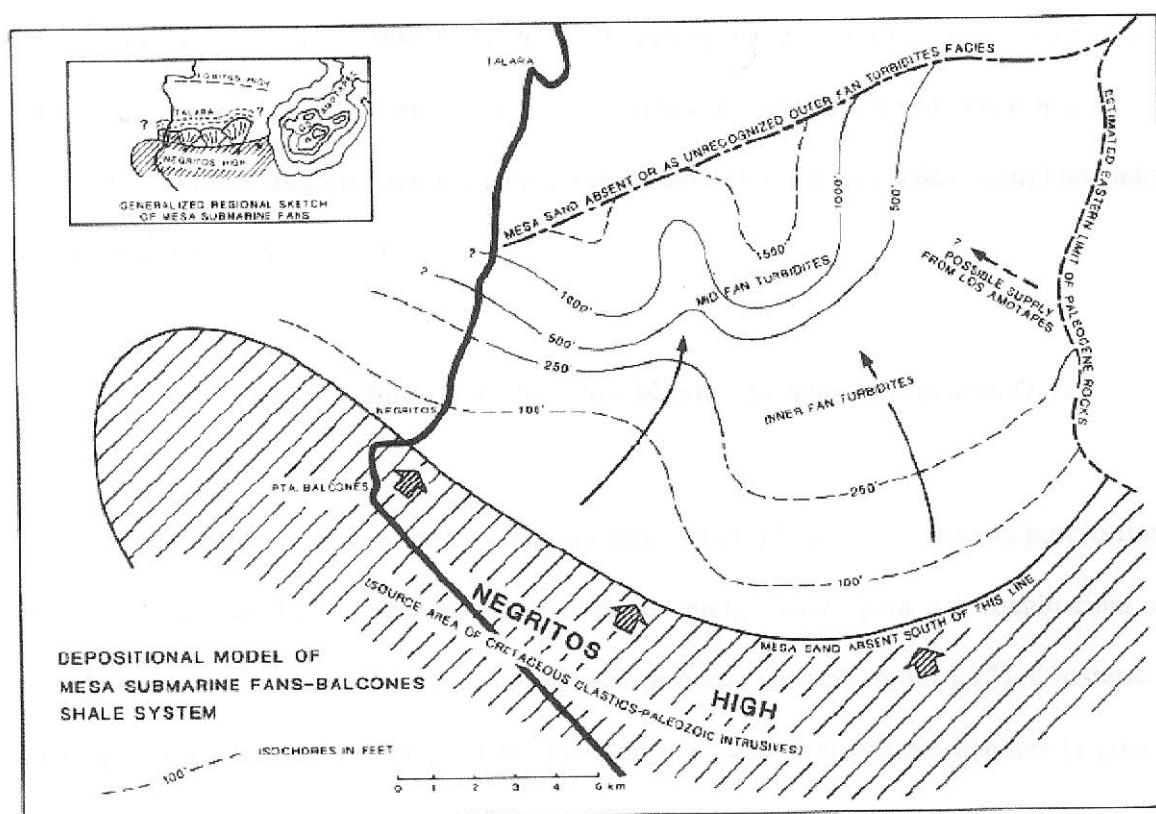 TALARA
?
?
TALARA
NEGRITOS HIGH
GENERALIZED REGIONAL SKETCH
OF MESA SUBMARINE FANS
MESA SAND ABSENT OR AS UNRECOGNIZED OUTER FAN TURBIDITES FACIES
ESTIMATED EASTERN LIMIT OF PALEOGENE ROCKS
1000'
500'
1500'
?
?
MID FAN TURBIDITES
?
POSSIBLE SUPPLY
FROM LOS AMOTAPES
1000'
500'
250'
NEGRITOS
100'
INNER FAN TURBIDITES
PTA. BALCONES
250'
100'
NEGRITOS
HIGH
(SOURCE AREA OF CRETACEOUS CLASTICS-PALEOZOIC INTRUSIVES)
MESA SAND ABSENT SOUTH OF THIS LINE
DEPOSITIONAL MODEL OF
MESA SUBMARINE FANS-BALCONES
SHALE SYSTEM
ISOCHORES IN FEET
100'
0 1 2 3 4 5 6 km